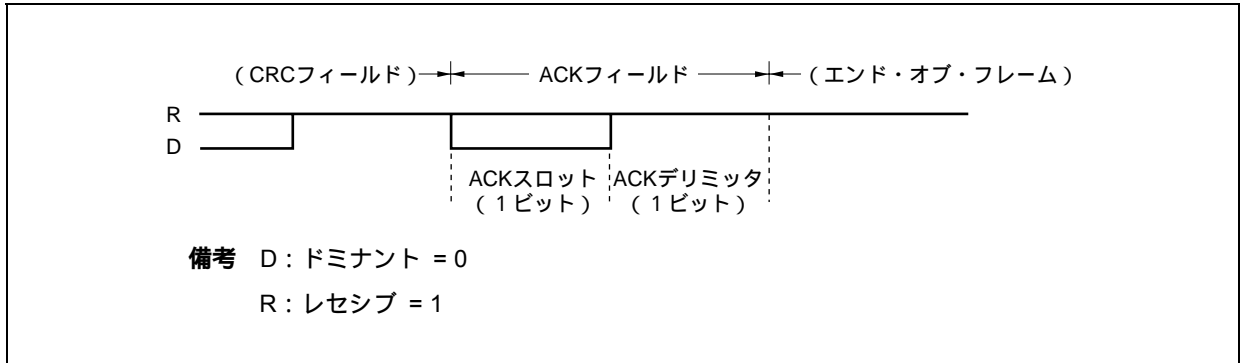 (CRCフィールド) ACKフィールド (エンド・オブ・フレーム)
R
D
ACKスロット ACKデリミッタ
(1ビット) (1ビット)
備考 D:ドミナント = 0
R:レセシブ = 1